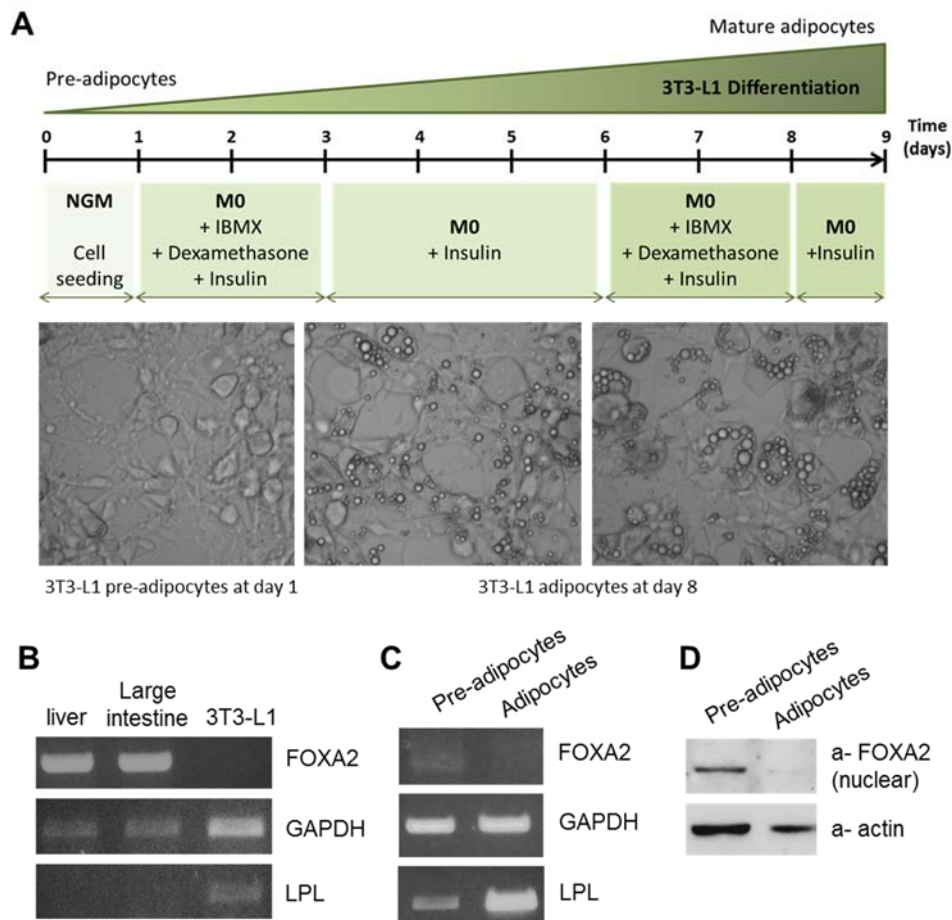 A
Mature adipocytes
Pre-adipocytes
3T3-L1 Differentiation
0 1 2 3 4 5 6 7 8 9
Time
(days)
NGM
Cell
seeding
M0
+ IBMX
+ Dexamethasone
+ Insulin
M0
+ Insulin
M0
+ IBMX
+ Dexamethasone
+ Insulin
M0
+Insulin
3T3-L1 pre-adipocytes at day 1
3T3-L1 adipocytes at day 8
B
liver
Large
intestine
3T3-L1
FOXA2
GAPDH
LPL
C
Pre-adipocytes
Adipocytes
FOXA2
GAPDH
LPL
D
Pre-adipocytes
Adipocytes
a- FOXA2
(nuclear)
a- actin